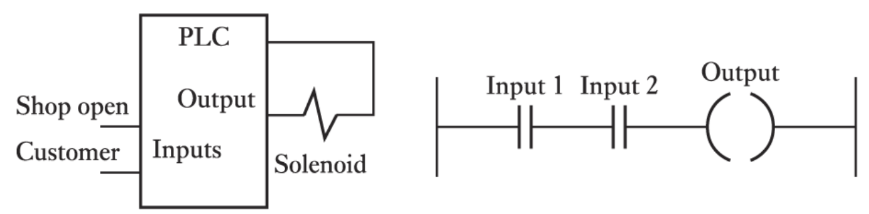 PLC
Shop open
Output
Customer
Inputs
Solenoid
Input 1
Input 2
Output